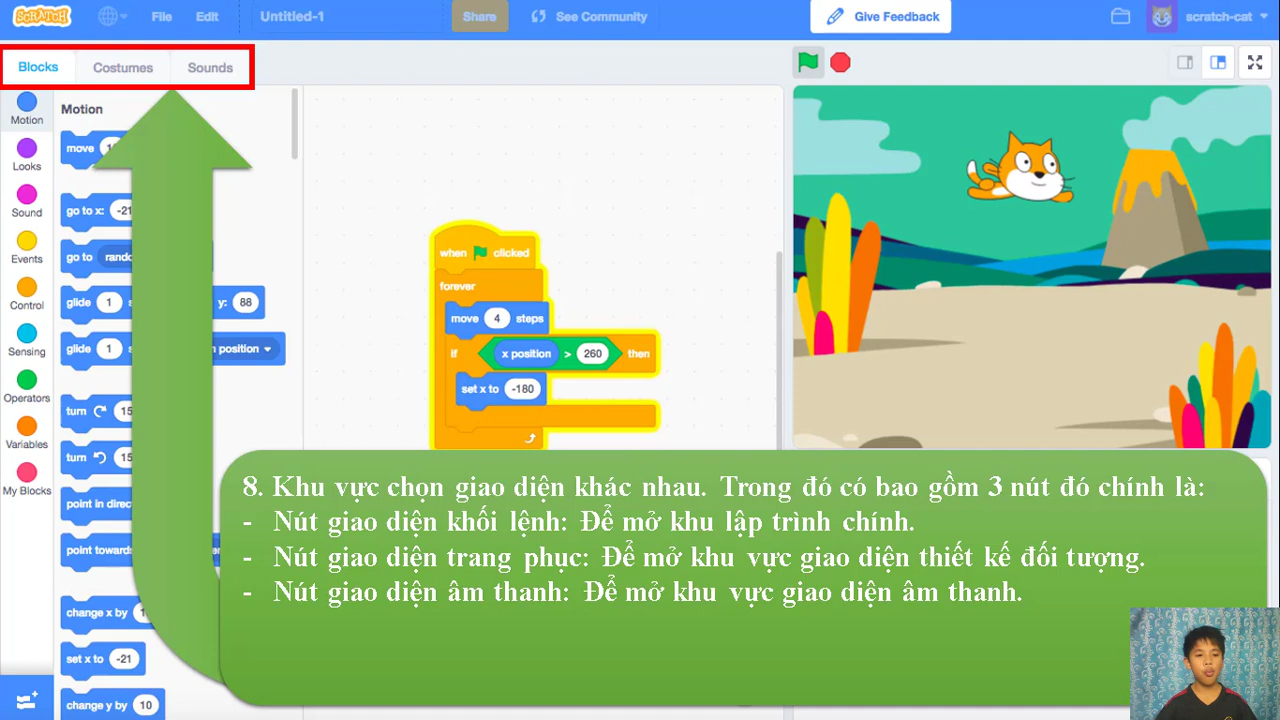 SCRATCH
File
Edit
Untitled-1
Share
See Community
Give Feedback
scratch-cat
Blocks
Costumes
Sounds
Motion
Looks
Sound
Events
Control
Sensing
Operators
Variables
My Blocks
Motion
move
go to x: -21
go to
glide 1 s y: 88
glide 1 s n position
turn 15
turn 15
point in direc
point toward
change x by
set x to -21
change y by 10
when clicked
forever
move 4 steps
if x position > 260 then
set x to -180
8. Khu vực chọn giao diện khác nhau. Trong đó có bao gồm 3 nút đó chính là:
- Nút giao diện khối lệnh: Để mở khu lập trình chính.
- Nút giao diện trang phục: Để mở khu vực giao diện thiết kế đối tượng.
- Nút giao diện âm thanh: Để mở khu vực giao diện âm thanh.